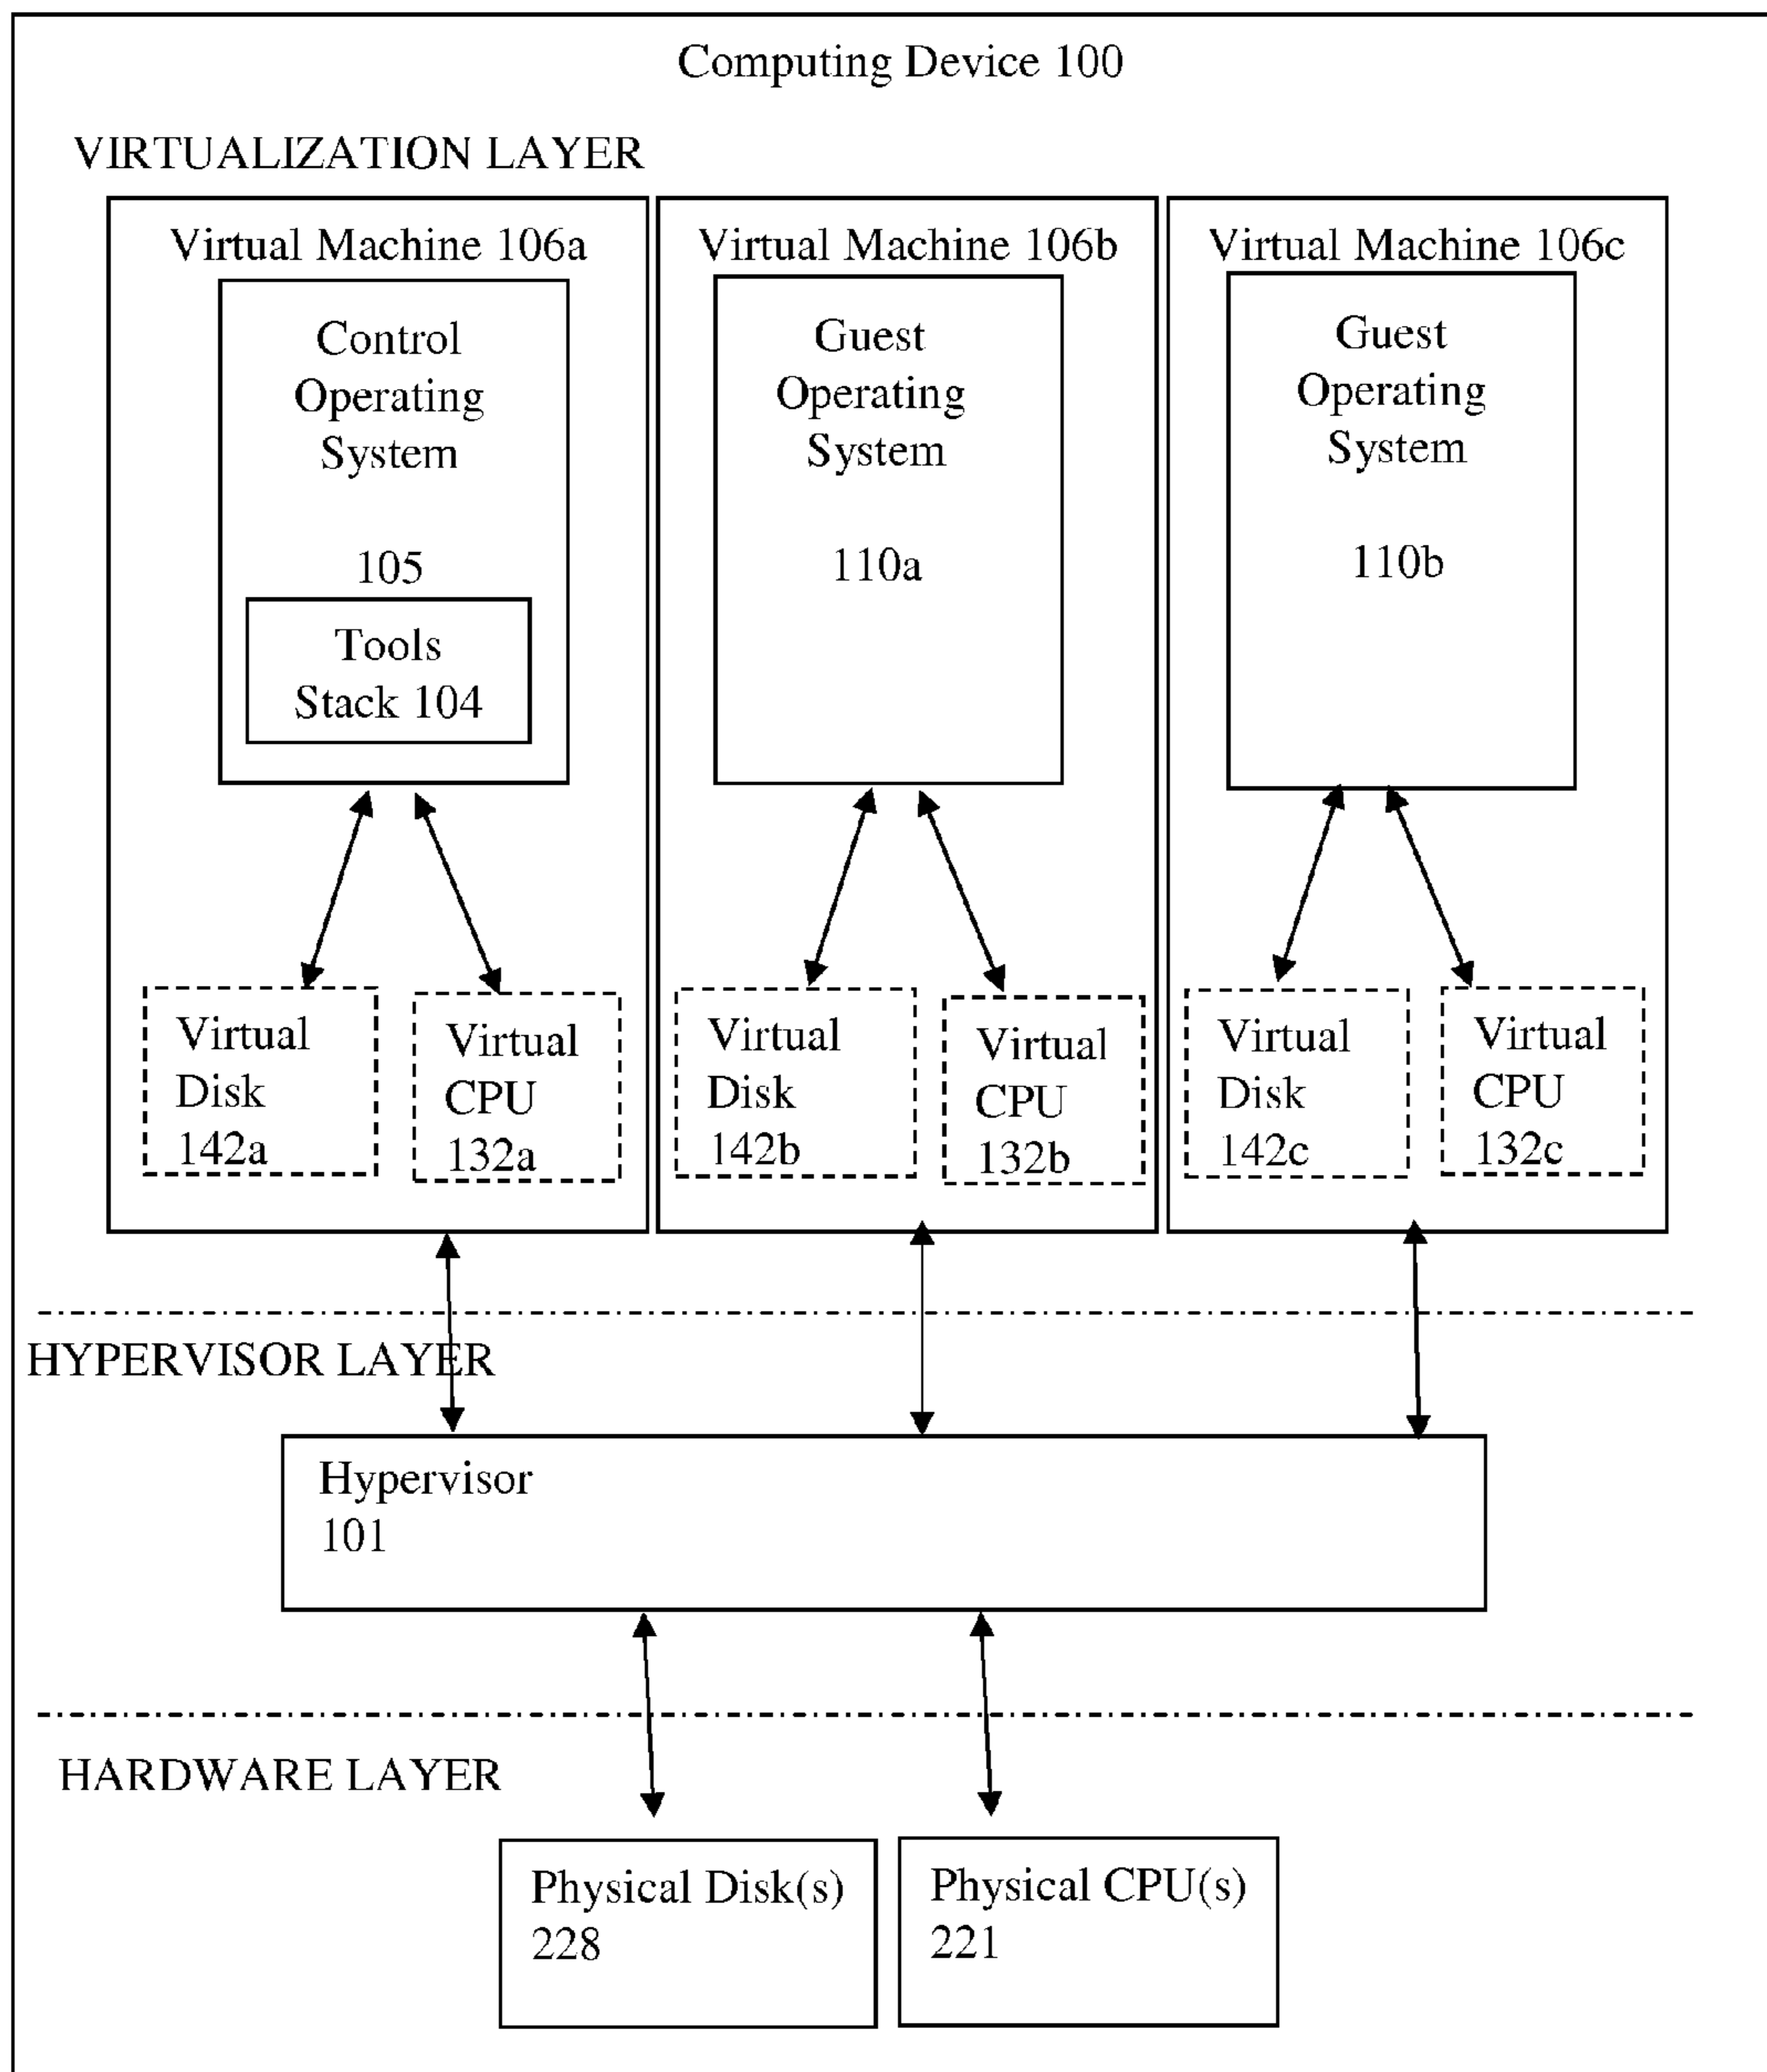 Computing Device 100
VIRTUALIZATION LAYER
Virtual Machine 106a
Control
Operating
System
105
Tools
Stack 104
Virtual
Disk
142a
Virtual
CPU
132a
Virtual Machine 106b
Guest
Operating
System
110a
Virtual
Disk
142b
Virtual
CPU
132b
Virtual Machine 106c
Guest
Operating
System
110b
Virtual
Disk
142c
Virtual
CPU
132c
HYPERVISOR LAYER
Hypervisor
101
HARDWARE LAYER
Physical Disk(s)
228
Physical CPU(s)
221